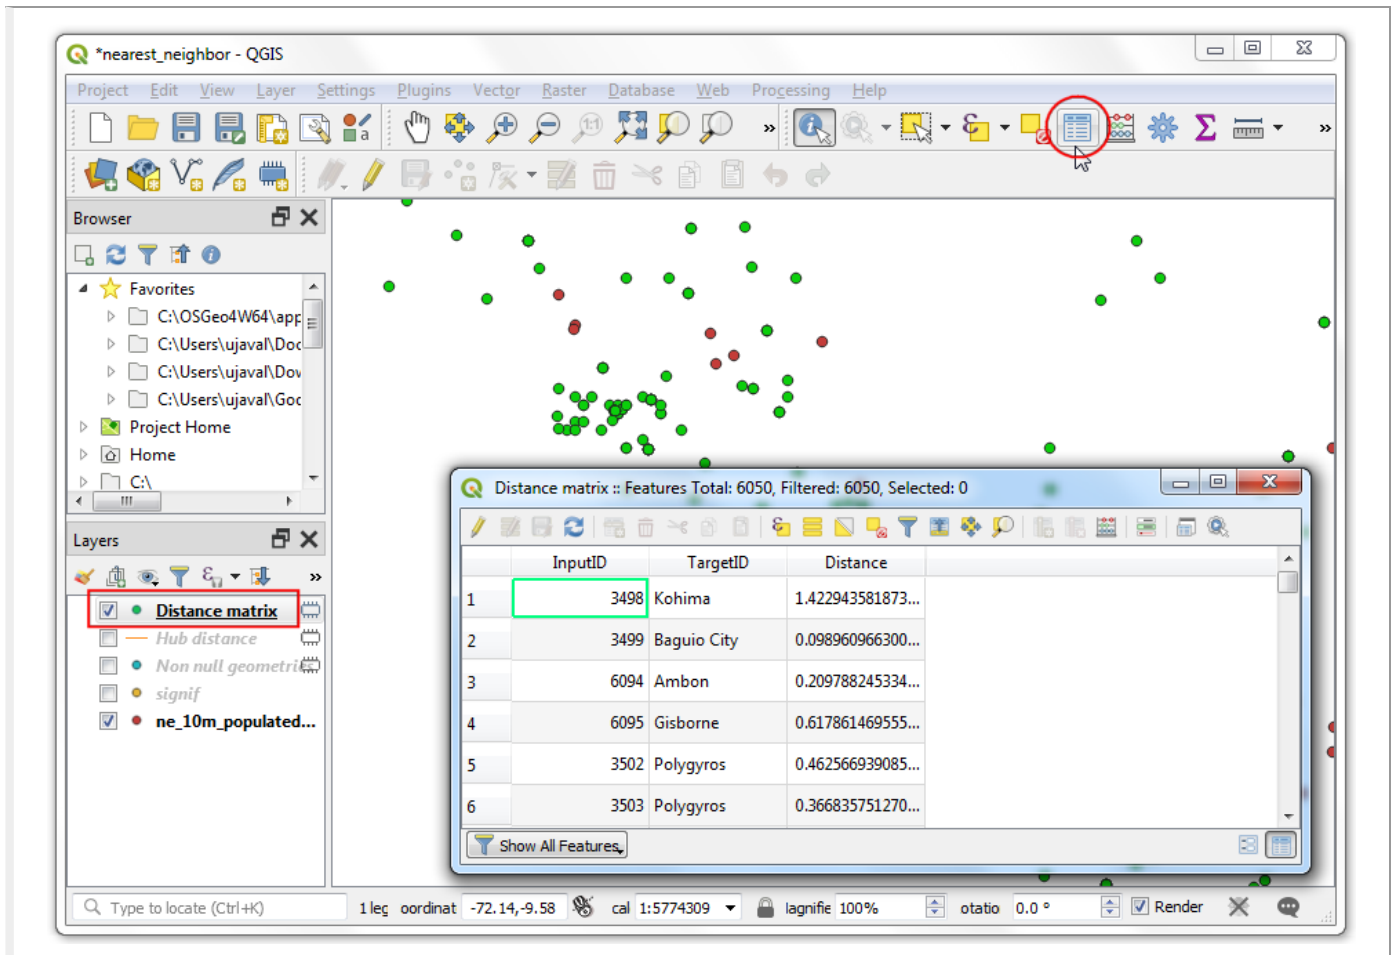 *nearest_neighbor - QGIS
Project Edit View Layer Settings Plugins Vector Raster Database Web Processing Help
Browser
Favorites
C:\OSGeo4W64\app
C:\Users\ujaval\Doc
C:\Users\ujaval\Dov
C:\Users\ujaval\Goc
Project Home
Home
C:\
Layers
Distance matrix
Hub distance
Non null geometries
signif
ne_10m_populated...
Distance matrix :: Features Total: 6050, Filtered: 6050, Selected: 0
InputID TargetID Distance
1 3498 Kohima 1.422943581873...
2 3499 Baguio City 0.098960966300...
3 6094 Ambon 0.209788245334...
4 6095 Gisborne 0.617861469555...
5 3502 Polygyros 0.462566939085...
6 3503 Polygyros 0.366835751270...
Show All Features
Type to locate (Ctrl+K) 1 leg oordinat -72.14,-9.58 cal 1:5774309 lagnifie 100% otatio 0.0 ° Render